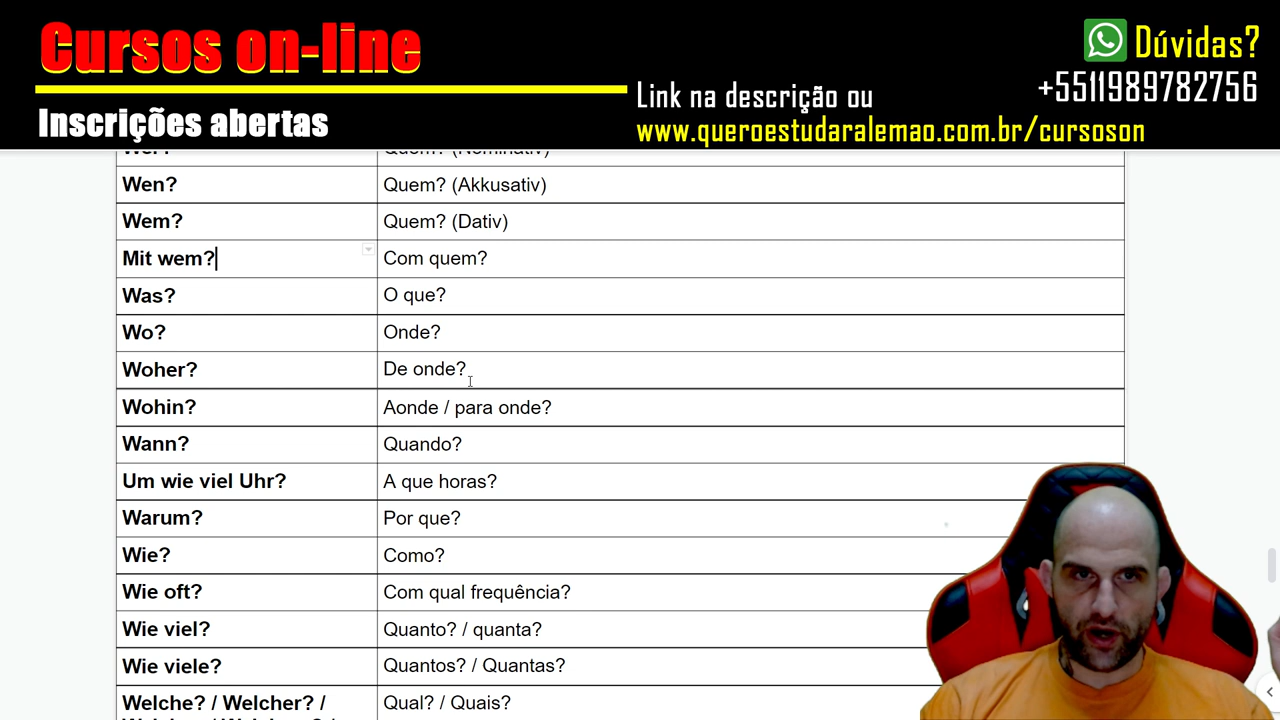 Cursos on-line
Inscrições abertas
Dúvidas?
+5511989782756
Link na descrição ou
www.queroestudaralemao.com.br/cursoson
Wer? Quem? (Nominativ)
Wen? Quem? (Akkusativ)
Wem? Quem? (Dativ)
Mit wem? Com quem?
Was? O que?
Wo? Onde?
Woher? De onde?
Wohin? Aonde / para onde?
Wann? Quando?
Um wie viel Uhr? A que horas?
Warum? Por que?
Wie? Como?
Wie oft? Com qual frequência?
Wie viel? Quanto? / quanta?
Wie viele? Quantos? / Quantas?
Welche? / Welcher? / Qual? / Quais?